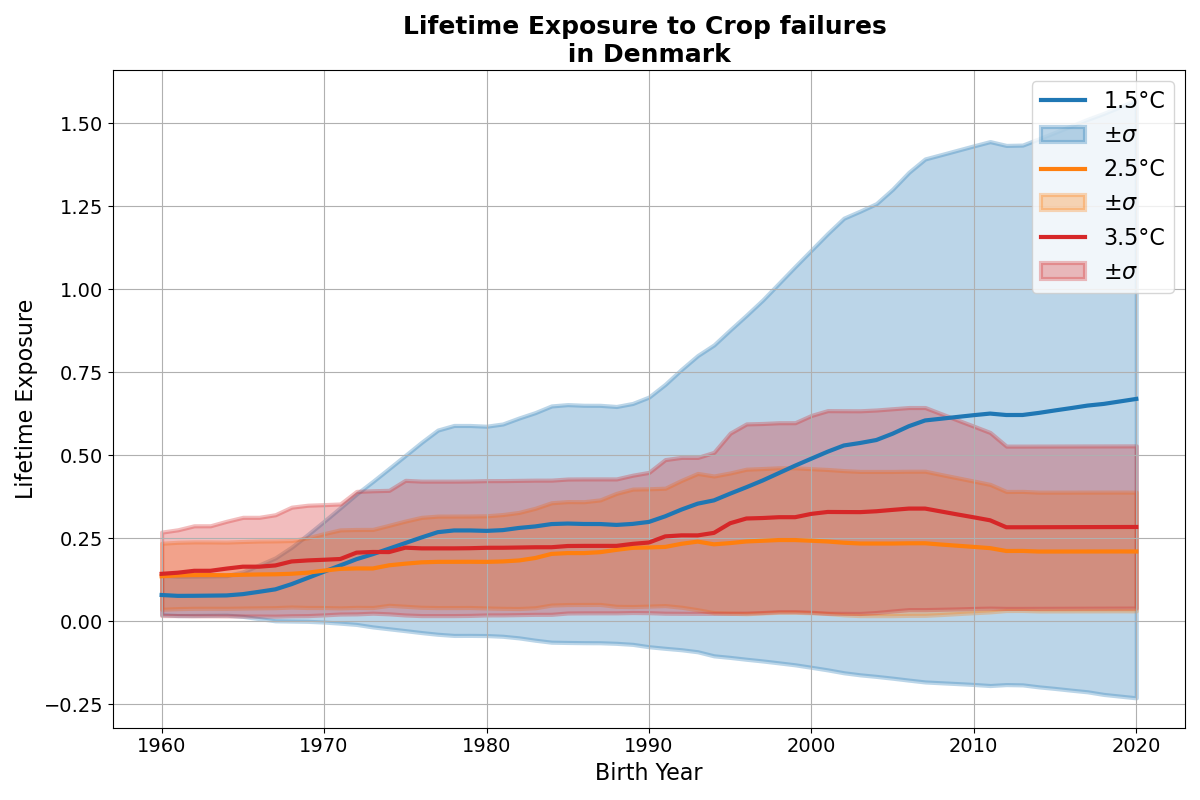 Lifetime Exposure to Crop failures
in Denmark
1.5°C
±σ
2.5°C
±σ
3.5°C
±σ
Lifetime Exposure
1.50
1.25
1.00
0.75
0.50
0.25
0.00
−0.25
1960 1970 1980 1990 2000 2010 2020
Birth Year